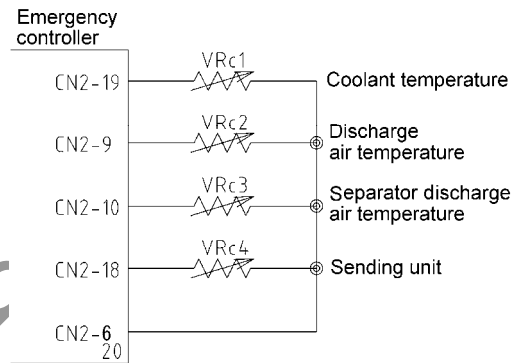 Emergency
controller
VRc1
CN2-19
Coolant temperature
VRc2
CN2-9
Discharge
air temperature
VRc3
CN2-10
Separator discharge
air temperature
VRc4
CN2-18
Sending unit
CN2-6
20